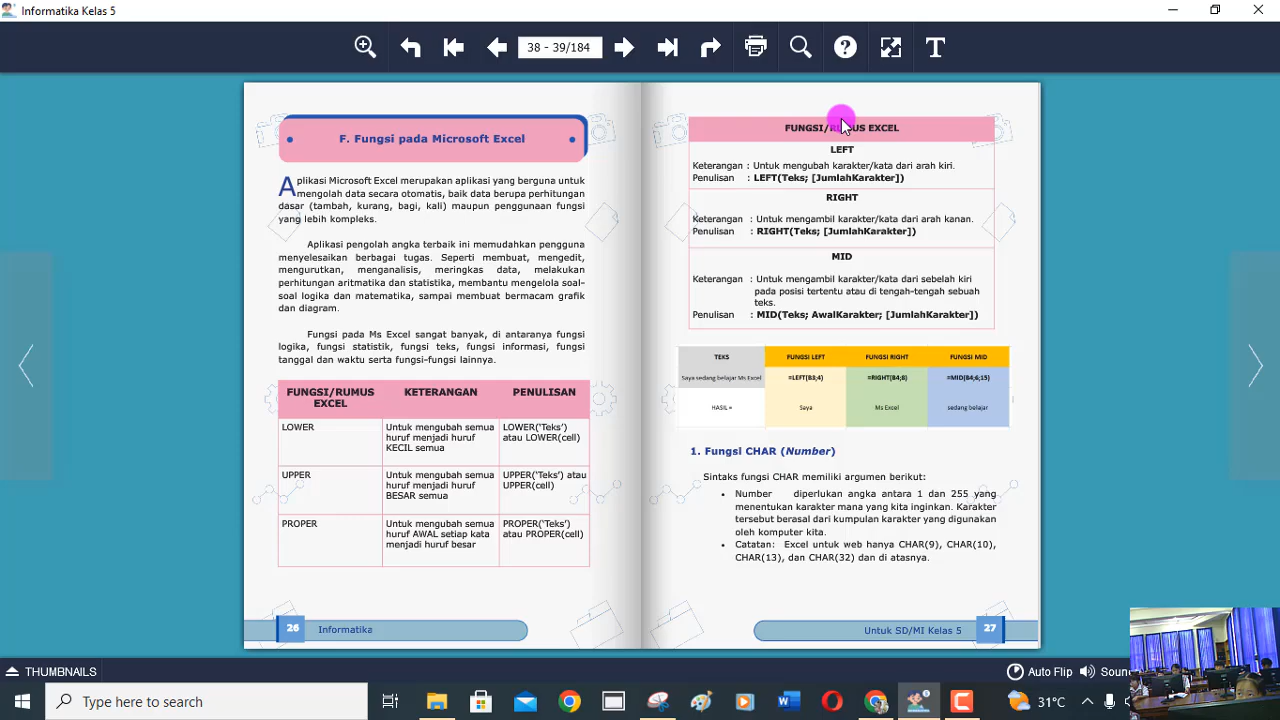 Informatika Kelas 5
38 - 39/184
F. Fungsi pada Microsoft Excel
Aplikasi Microsoft Excel merupakan aplikasi yang berguna untuk
mengolah data secara otomatis, baik data berupa perhitungan
dasar (tambah, kurang, bagi, kali) maupun penggunaan fungsi
yang lebih kompleks.
Aplikasi pengolah angka terbaik ini memudahkan pengguna
menyelesaikan berbagai tugas. Seperti membuat, mengedit,
mengurutkan, menganalisis, meringkas data, melakukan
perhitungan aritmatika dan statistika, membantu mengelola soal-
soal logika dan matematika, sampai membuat bermacam grafik
dan diagram.
Fungsi pada Ms Excel sangat banyak, di antaranya fungsi
logika, fungsi statistik, fungsi teks, fungsi informasi, fungsi
tanggal dan waktu serta fungsi-fungsi lainnya.
FUNGSI/RUMUS EXCEL KETERANGAN PENULISAN
LOWER Untuk mengubah semua LOWER('Teks')
huruf menjadi huruf atau LOWER(cell)
KECIL semua
UPPER Untuk mengubah semua UPPER('Teks') atau
huruf menjadi huruf UPPER(cell)
BESAR semua
PROPER Untuk mengubah semua PROPER('Teks')
huruf AWAL setiap kata atau PROPER(cell)
menjadi huruf besar
26 Informatika
FUNGSI/RUMUS EXCEL
LEFT
Keterangan : Untuk mengubah karakter/kata dari arah kiri.
Penulisan : LEFT(Teks; [JumlahKarakter])
RIGHT
Keterangan : Untuk mengambil karakter/kata dari arah kanan.
Penulisan : RIGHT(Teks; [JumlahKarakter])
MID
Keterangan : Untuk mengambil karakter/kata dari sebelah kiri
pada posisi tertentu atau di tengah-tengah sebuah
teks.
Penulisan : MID(Teks; AwalKarakter; [JumlahKarakter])
TEKS FUNGSI LEFT FUNGSI RIGHT FUNGSI MID
Saya sedang belajar Ms Excel =LEFT(B3;4) =RIGHT(B4;8) =MID(B4;6;15)
HASIL = Saya Ms Excel sedang belajar
1. Fungsi CHAR (Number)
Sintaks fungsi CHAR memiliki argumen berikut:
• Number diperlukan angka antara 1 dan 255 yang
menentukan karakter mana yang kita inginkan. Karakter
tersebut berasal dari kumpulan karakter yang digunakan
oleh komputer kita.
• Catatan: Excel untuk web hanya CHAR(9), CHAR(10),
CHAR(13), dan CHAR(32) dan di atasnya.
Untuk SD/MI Kelas 5 27
THUMBNAILS
Auto Flip
Type here to search
31°C